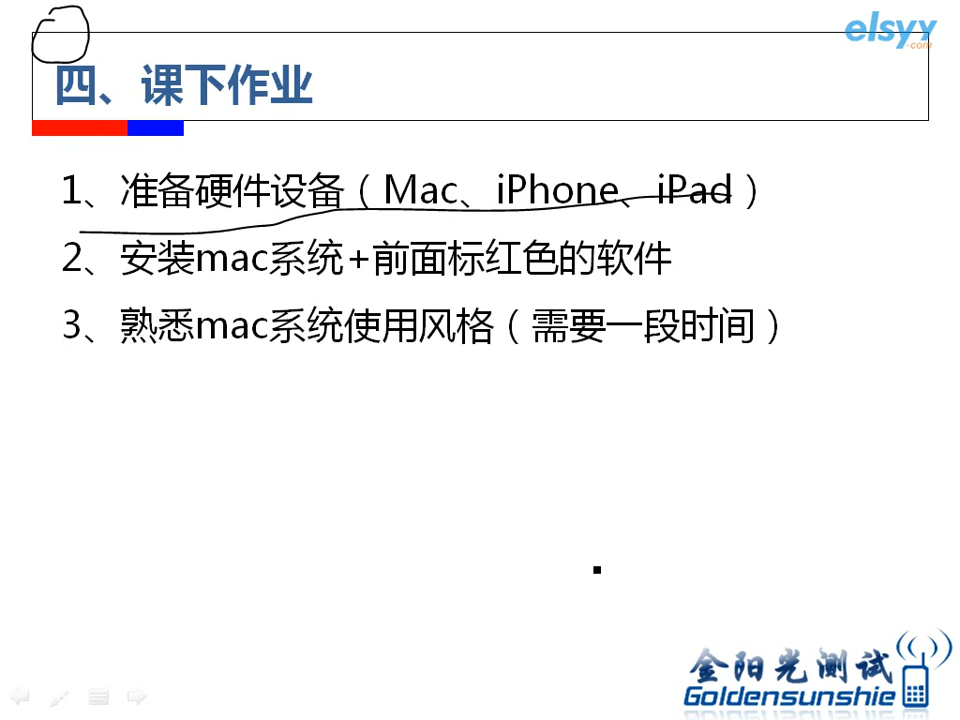 elsyy
.com
四、课下作业
1、准备硬件设备（Mac、iPhone、iPad）
2、安装mac系统+前面标红色的软件
3、熟悉mac系统使用风格（需要一段时间）
金阳光测试
Goldensunshie